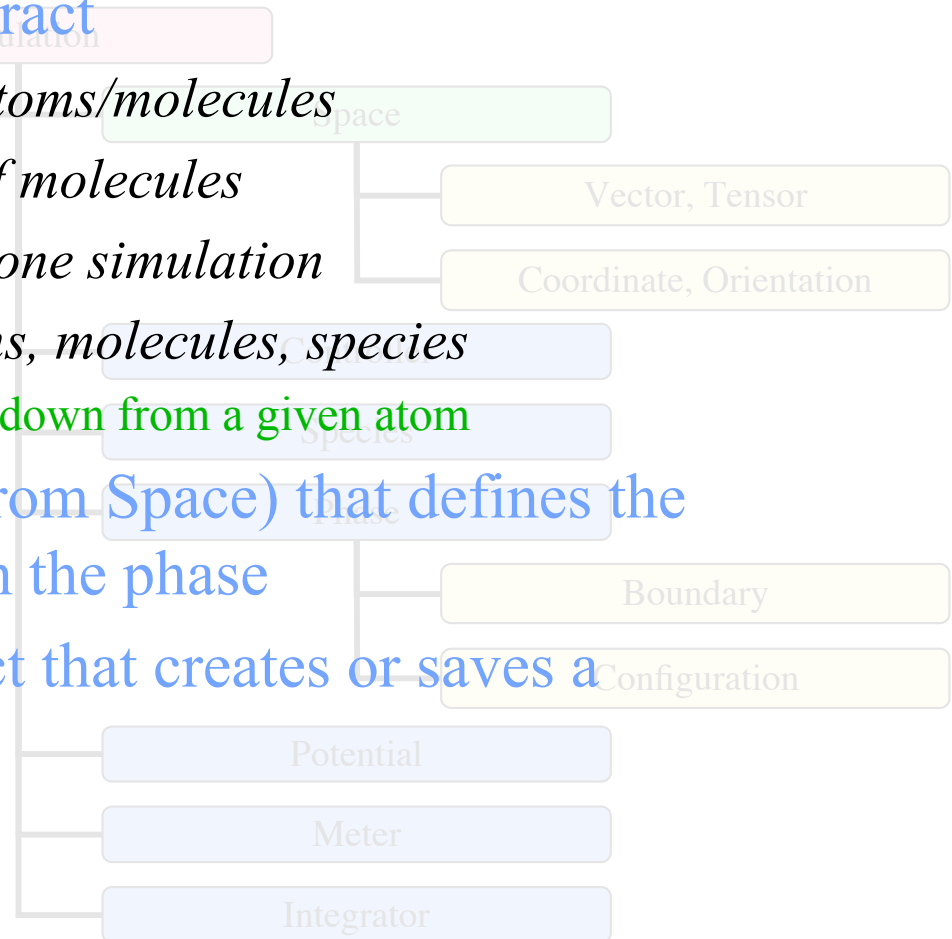 ract
ulation
toms/molecules
Space
f molecules
Vector, Tensor
one simulation
Coordinate, Orientation
s, molecules, species
down from a given atom
Species
rom Space) that defines the
Phase
n the phase
Boundary
ct that creates or saves a
Configuration
Potential
Meter
Integrator